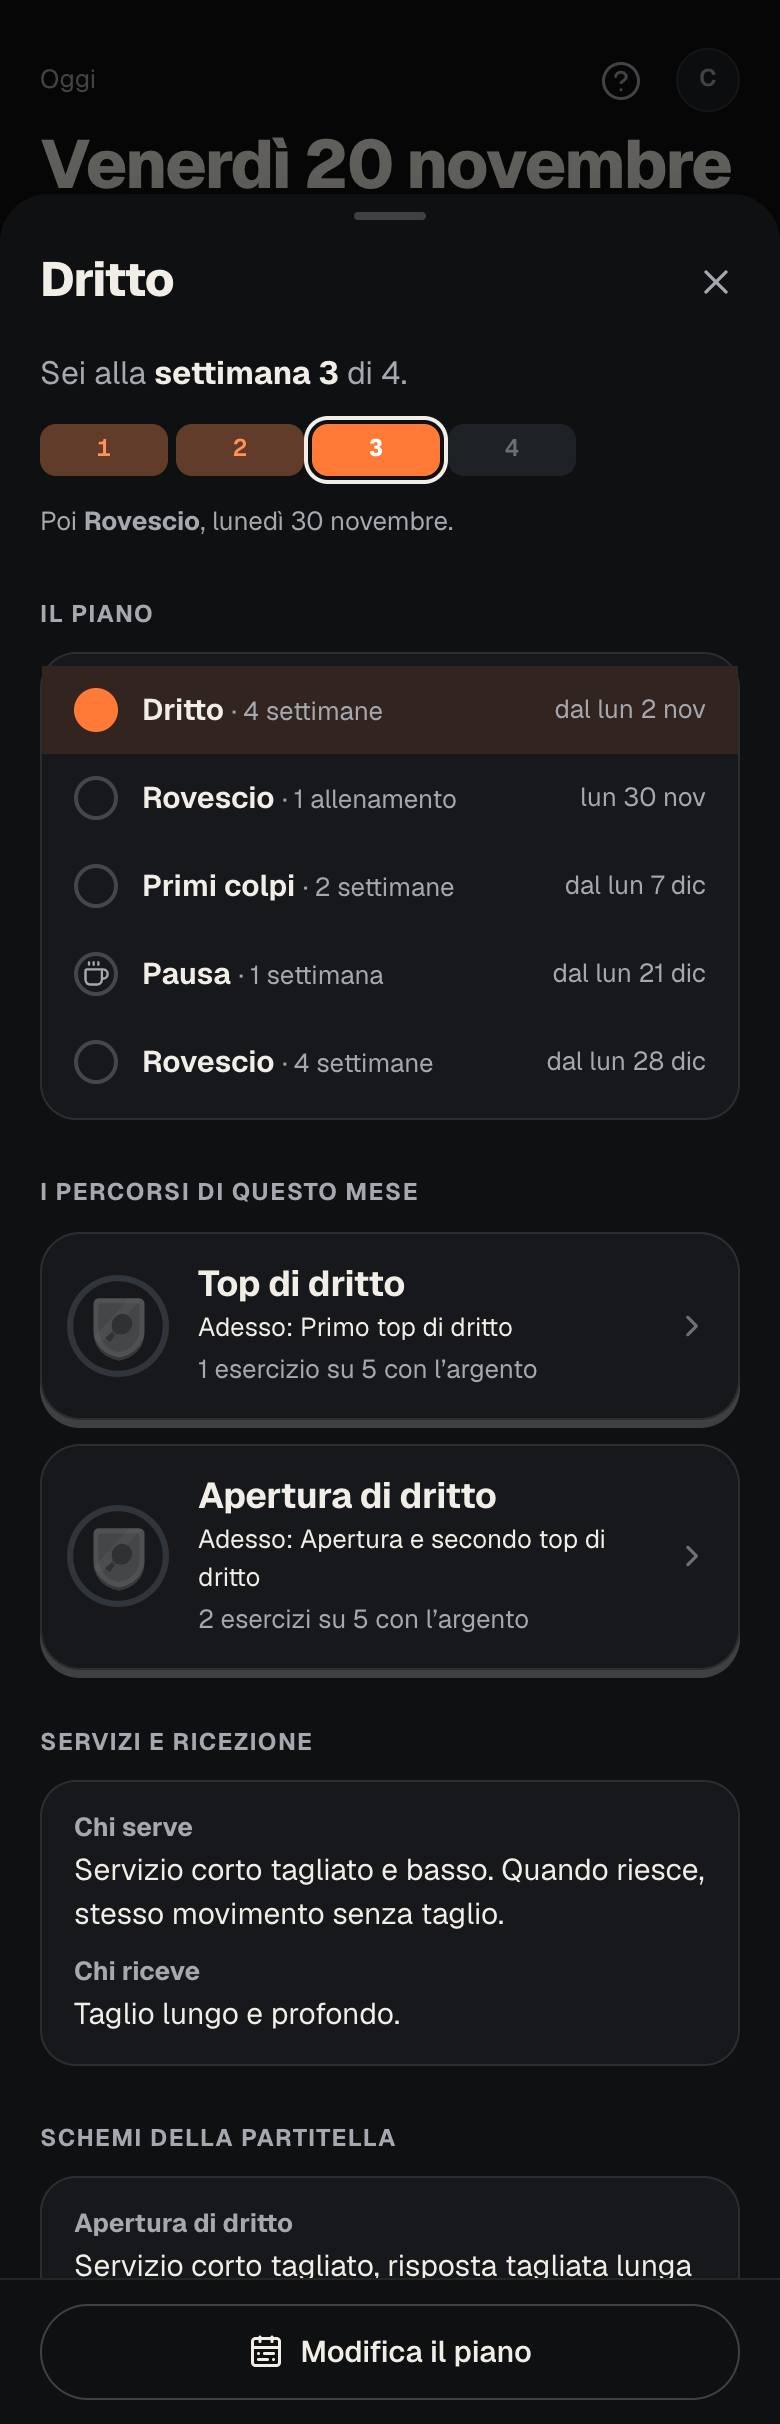 Oggi
C
Venerdì 20 novembre
Dritto
Sei alla settimana 3 di 4.
1 2 3 4
Poi Rovescio, lunedì 30 novembre.
IL PIANO
Dritto · 4 settimane dal lun 2 nov
Rovescio · 1 allenamento lun 30 nov
Primi colpi · 2 settimane dal lun 7 dic
Pausa · 1 settimana dal lun 21 dic
Rovescio · 4 settimane dal lun 28 dic
I PERCORSI DI QUESTO MESE
Top di dritto
Adesso: Primo top di dritto
1 esercizio su 5 con l’argento
Apertura di dritto
Adesso: Apertura e secondo top di
dritto
2 esercizi su 5 con l’argento
SERVIZI E RICEZIONE
Chi serve
Servizio corto tagliato e basso. Quando riesce,
stesso movimento senza taglio.
Chi riceve
Taglio lungo e profondo.
SCHEMI DELLA PARTITELLA
Apertura di dritto
Servizio corto tagliato, risposta tagliata lunga
Modifica il piano